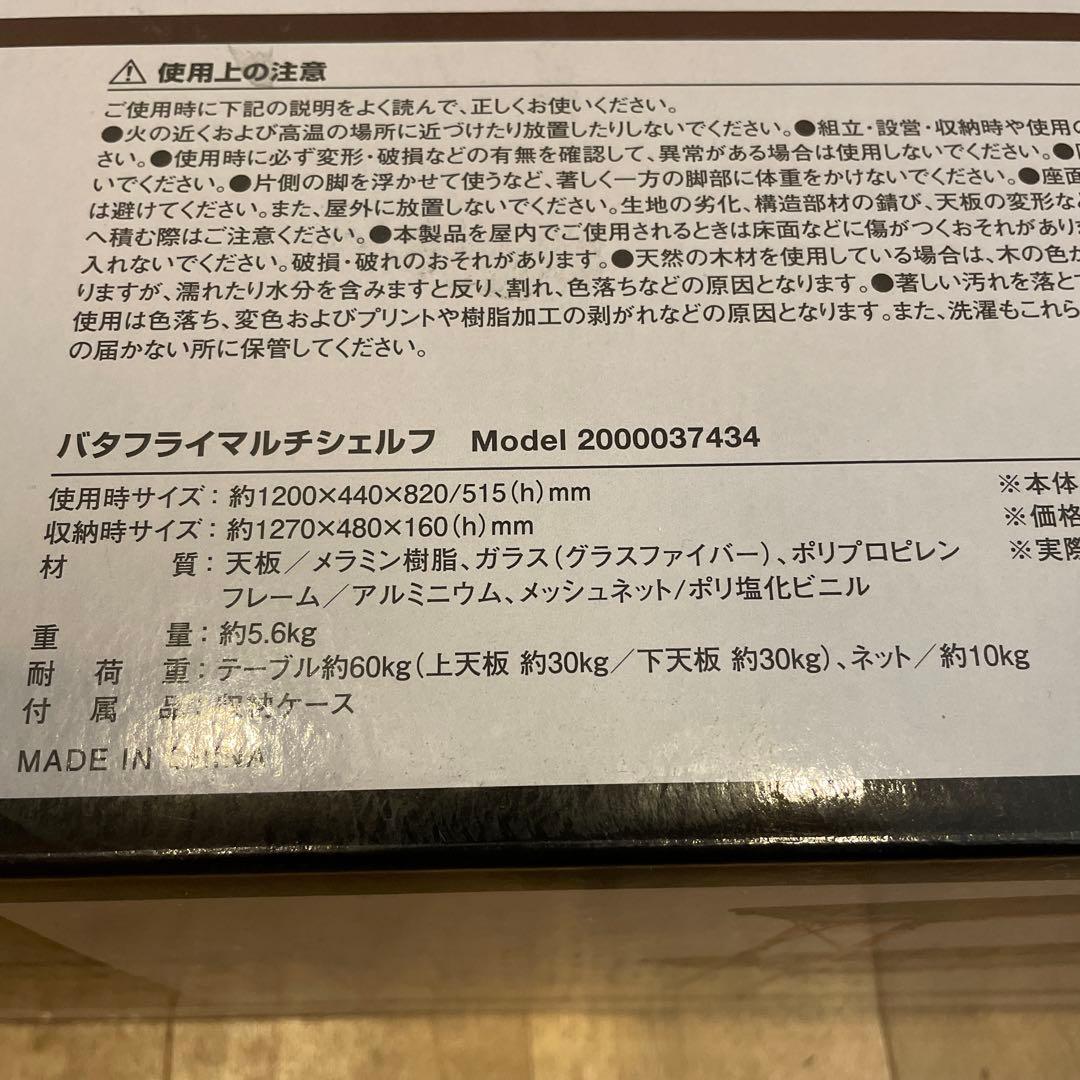 ⚠ 使用上の注意
ご使用時に下記の説明をよく読んで、正しくお使いください。
●火の近くおよび高温の場所に近づけたり放置したりしないでください。●組立・設営・収納時や使用
さい。●使用時に必ず変形・破損などの有無を確認して、異常がある場合は使用しないでください。●
いでください。●片側の脚を浮かせて使うなど、著しく一方の脚部に体重をかけないでください。●座面
は避けてください。また、屋外に放置しないでください。生地の劣化、構造部材の錆び、天板の変形な
へ積む際はご注意ください。●本製品を屋内でご使用されるときは床面などに傷がつくおそれがあり
入れないでください。破損・破れのおそれがあります。●天然の木材を使用している場合は、木の色が
りますが、濡れたり水分を含みますと反り、割れ、色落ちなどの原因となります。●著しい汚れを落と
使用は色落ち、変色およびプリントや樹脂加工の剥がれなどの原因となります。また、洗濯もこれら
の届かない所に保管してください。
バタフライマルチシェルフ Model 2000037434
使用時サイズ：約1200×440×820/515(h)mm
収納時サイズ：約1270×480×160(h)mm
材質：天板／メラミン樹脂、ガラス(グラスファイバー)、ポリプロピレン
フレーム／アルミニウム、メッシュネット/ポリ塩化ビニル
重量：約5.6kg
耐荷重：テーブル約60kg(上天板 約30kg／下天板 約30kg)、ネット／約10kg
付属品：収納ケース
MADE IN CHINA
※本体
※価格
※実際